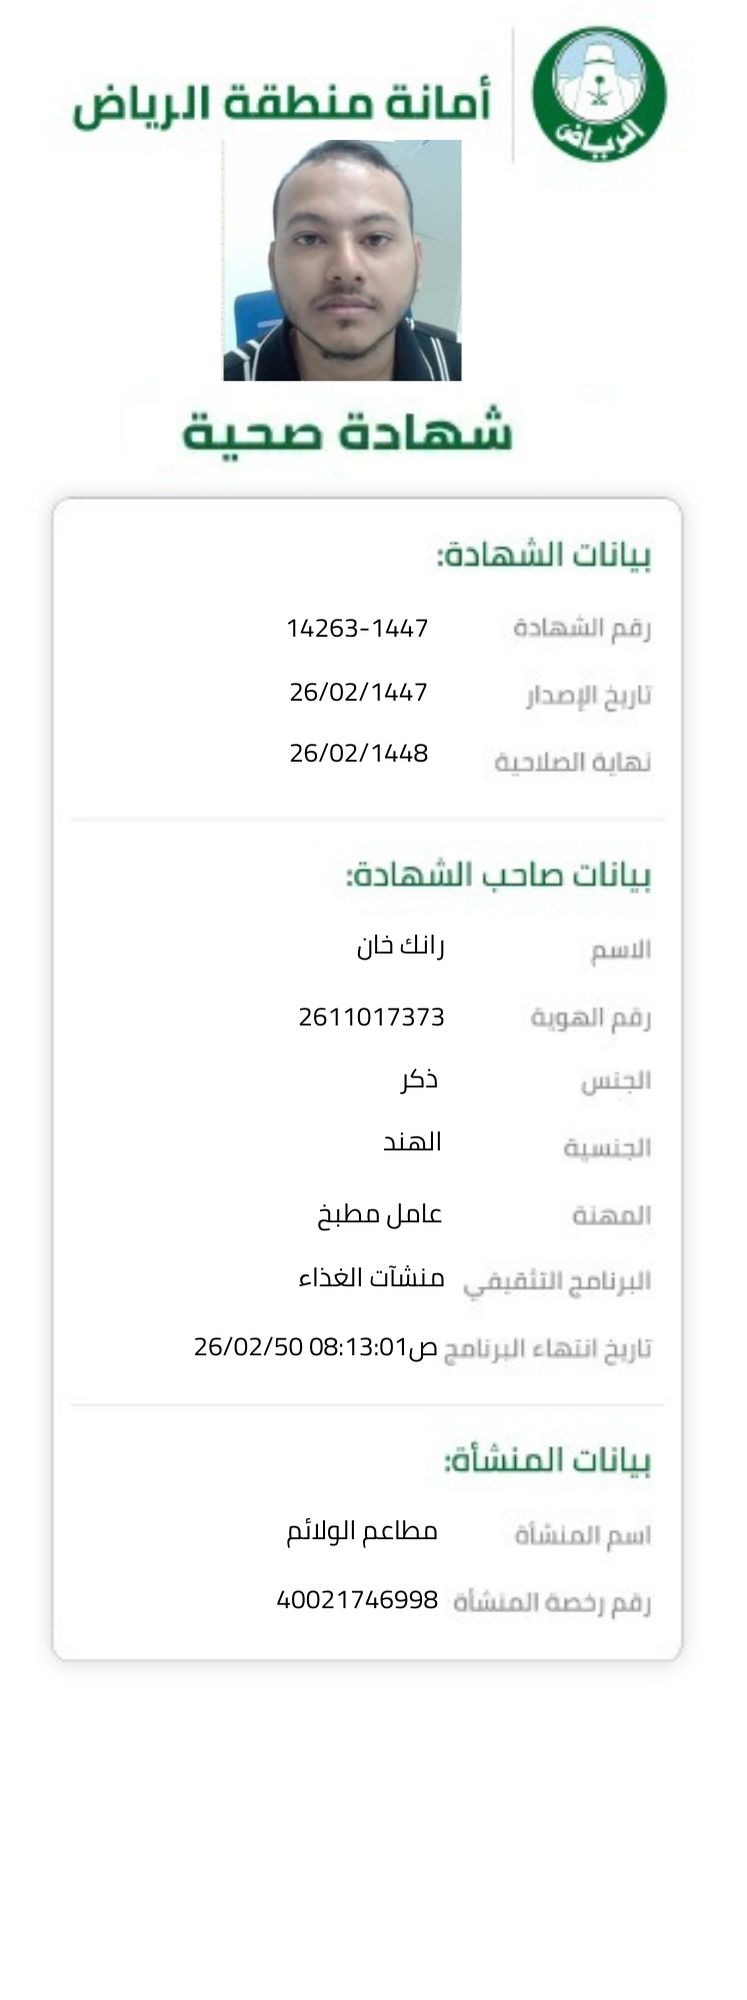 أمانة منطقة الرياض
الرياض
شهادة صحية
بيانات الشهادة:
رقم الشهادة 14263-1447
تاريخ الإصدار 26/02/1447
نهاية الصلاحية 26/02/1448
بيانات صاحب الشهادة:
الاسم رانك خان
رقم الهوية 2611017373
الجنس ذكر
الجنسية الهند
المهنة عامل مطبخ
البرنامج التثقيفي منشآت الغذاء
تاريخ انتهاء البرنامج 26/02/50 08:13:01ص
بيانات المنشأة:
اسم المنشأة مطاعم الولائم
رقم رخصة المنشأة 40021746998